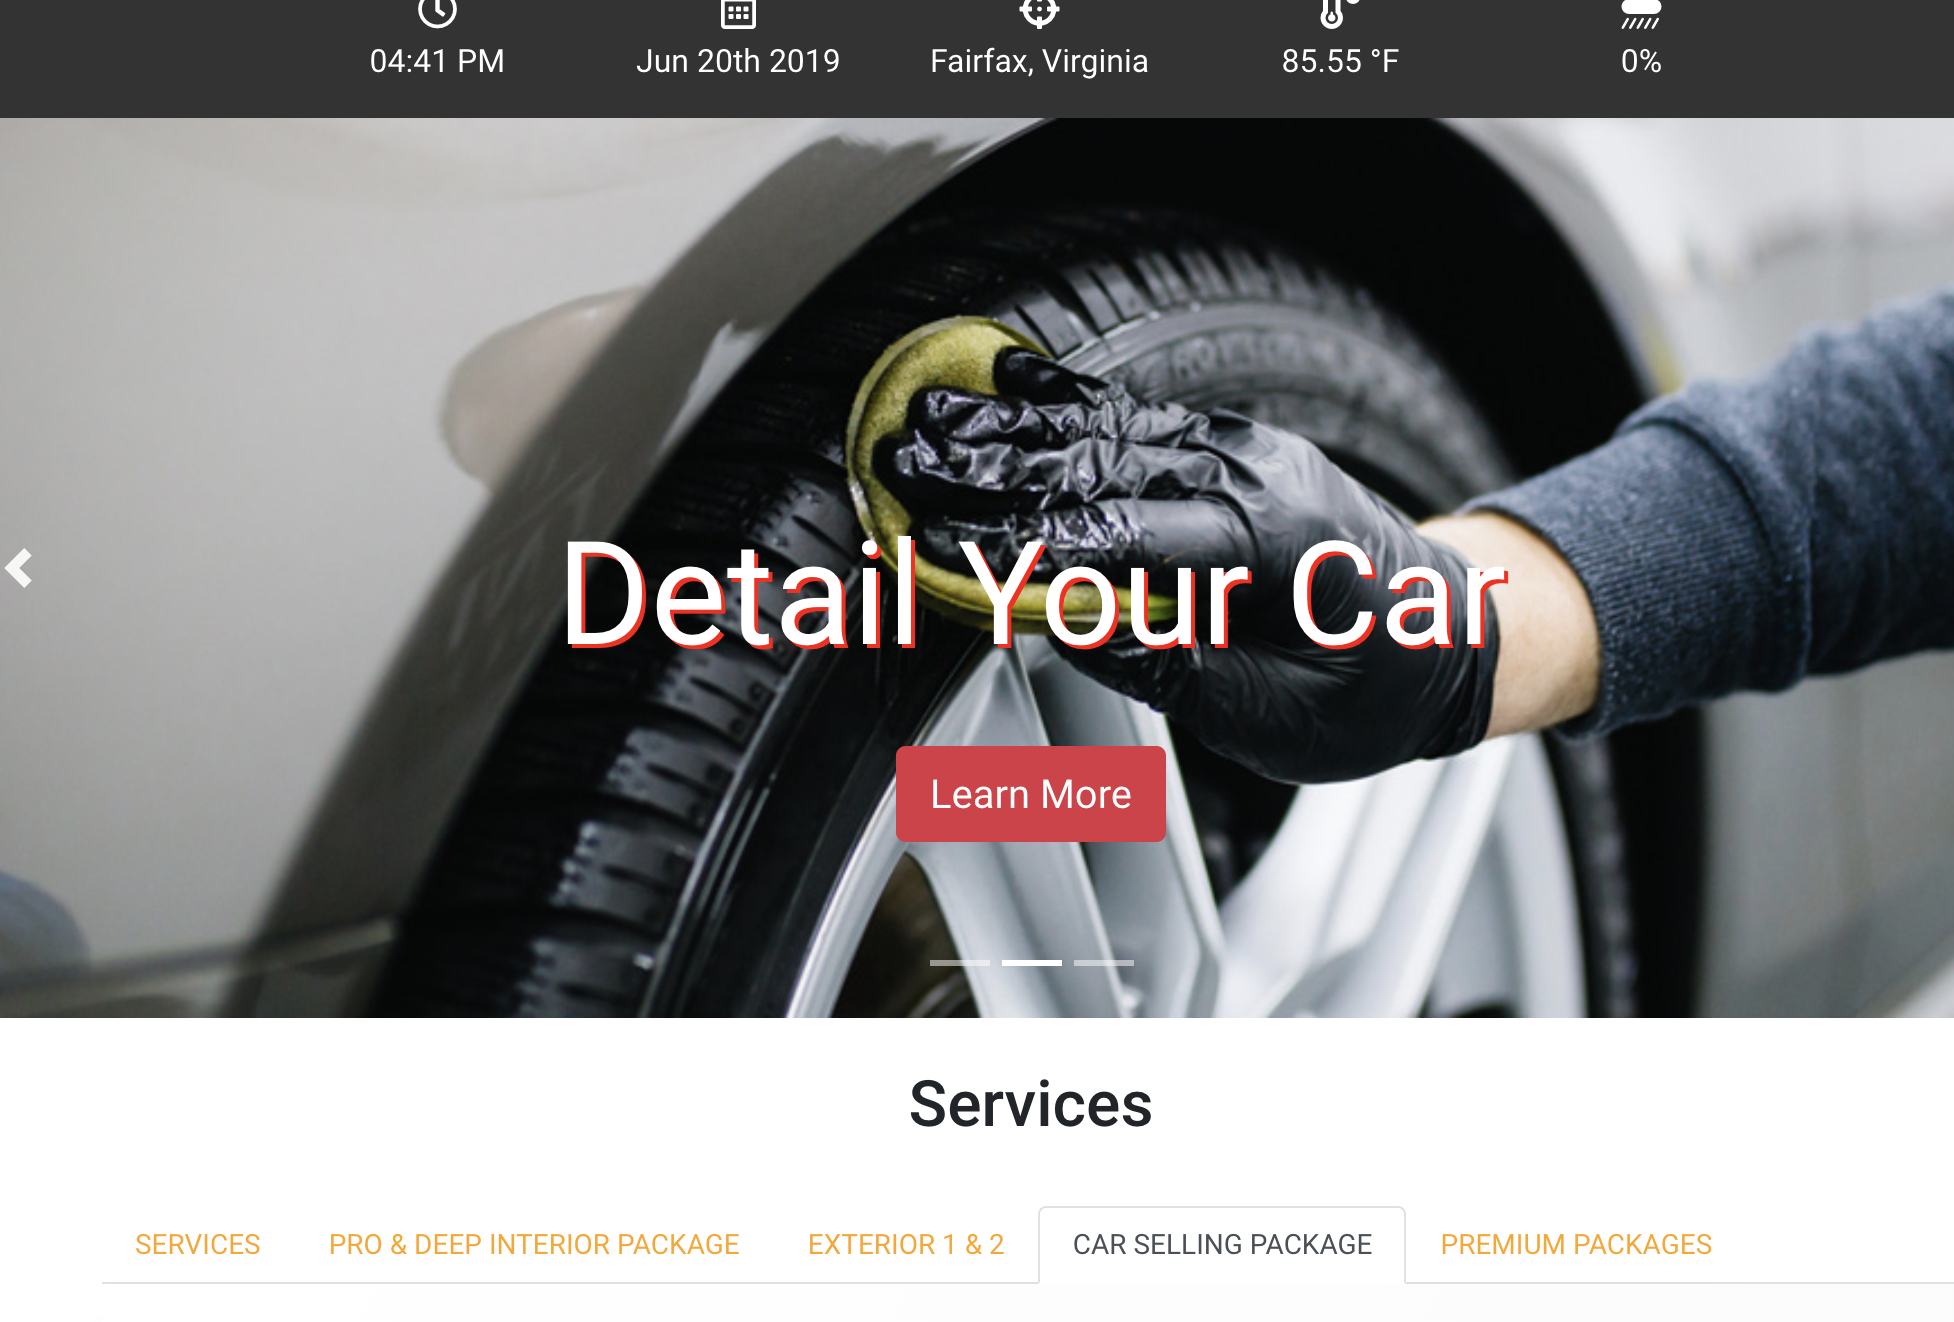 04:41 PM Jun 20th 2019 Fairfax, Virginia 85.55 °F 0%
Detail Your Car
Learn More
Services
SERVICES PRO & DEEP INTERIOR PACKAGE EXTERIOR 1 & 2 CAR SELLING PACKAGE PREMIUM PACKAGES